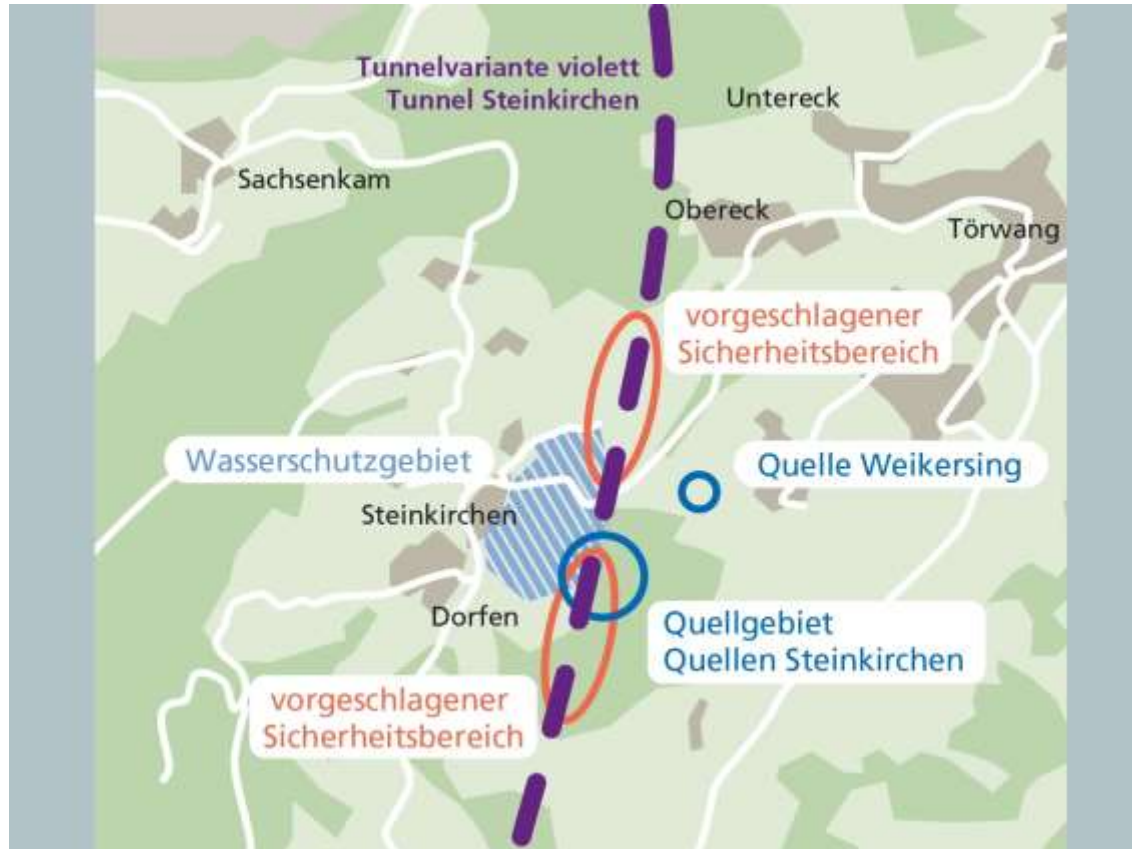 Tunnelvariante violett
Tunnel Steinkirchen
Untereck
Sachsenkam
Obereck
Törwang
vorgeschlagener
Sicherheitsbereich
Wasserschutzgebiet
Quelle Weikersing
Steinkirchen
Dorfen
Quellgebiet
Quellen Steinkirchen
vorgeschlagener
Sicherheitsbereich